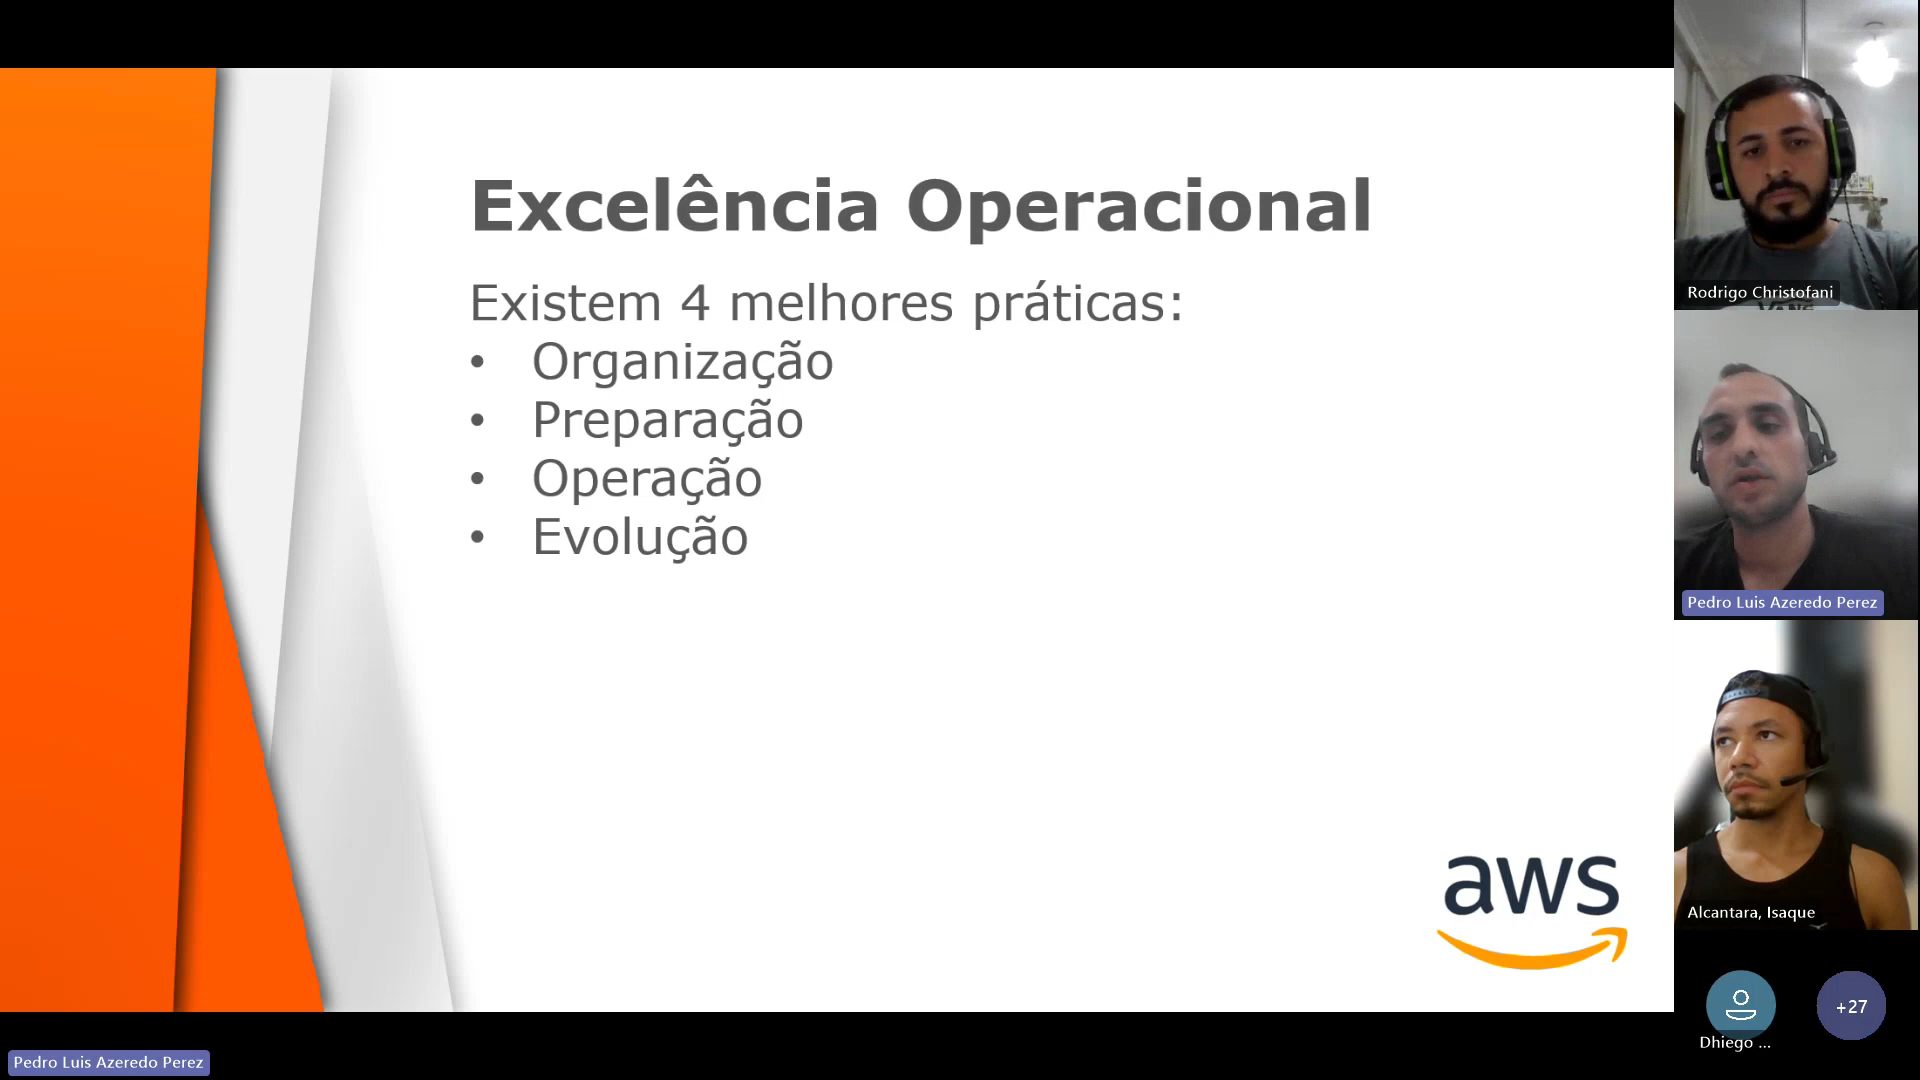 Excelência Operacional
Existem 4 melhores práticas:
• Organização
• Preparação
• Operação
• Evolução
aws
Rodrigo Christofani
VANS
Pedro Luis Azeredo Perez
Alcantara, Isaque
Dhiego ...
+27
Pedro Luis Azeredo Perez